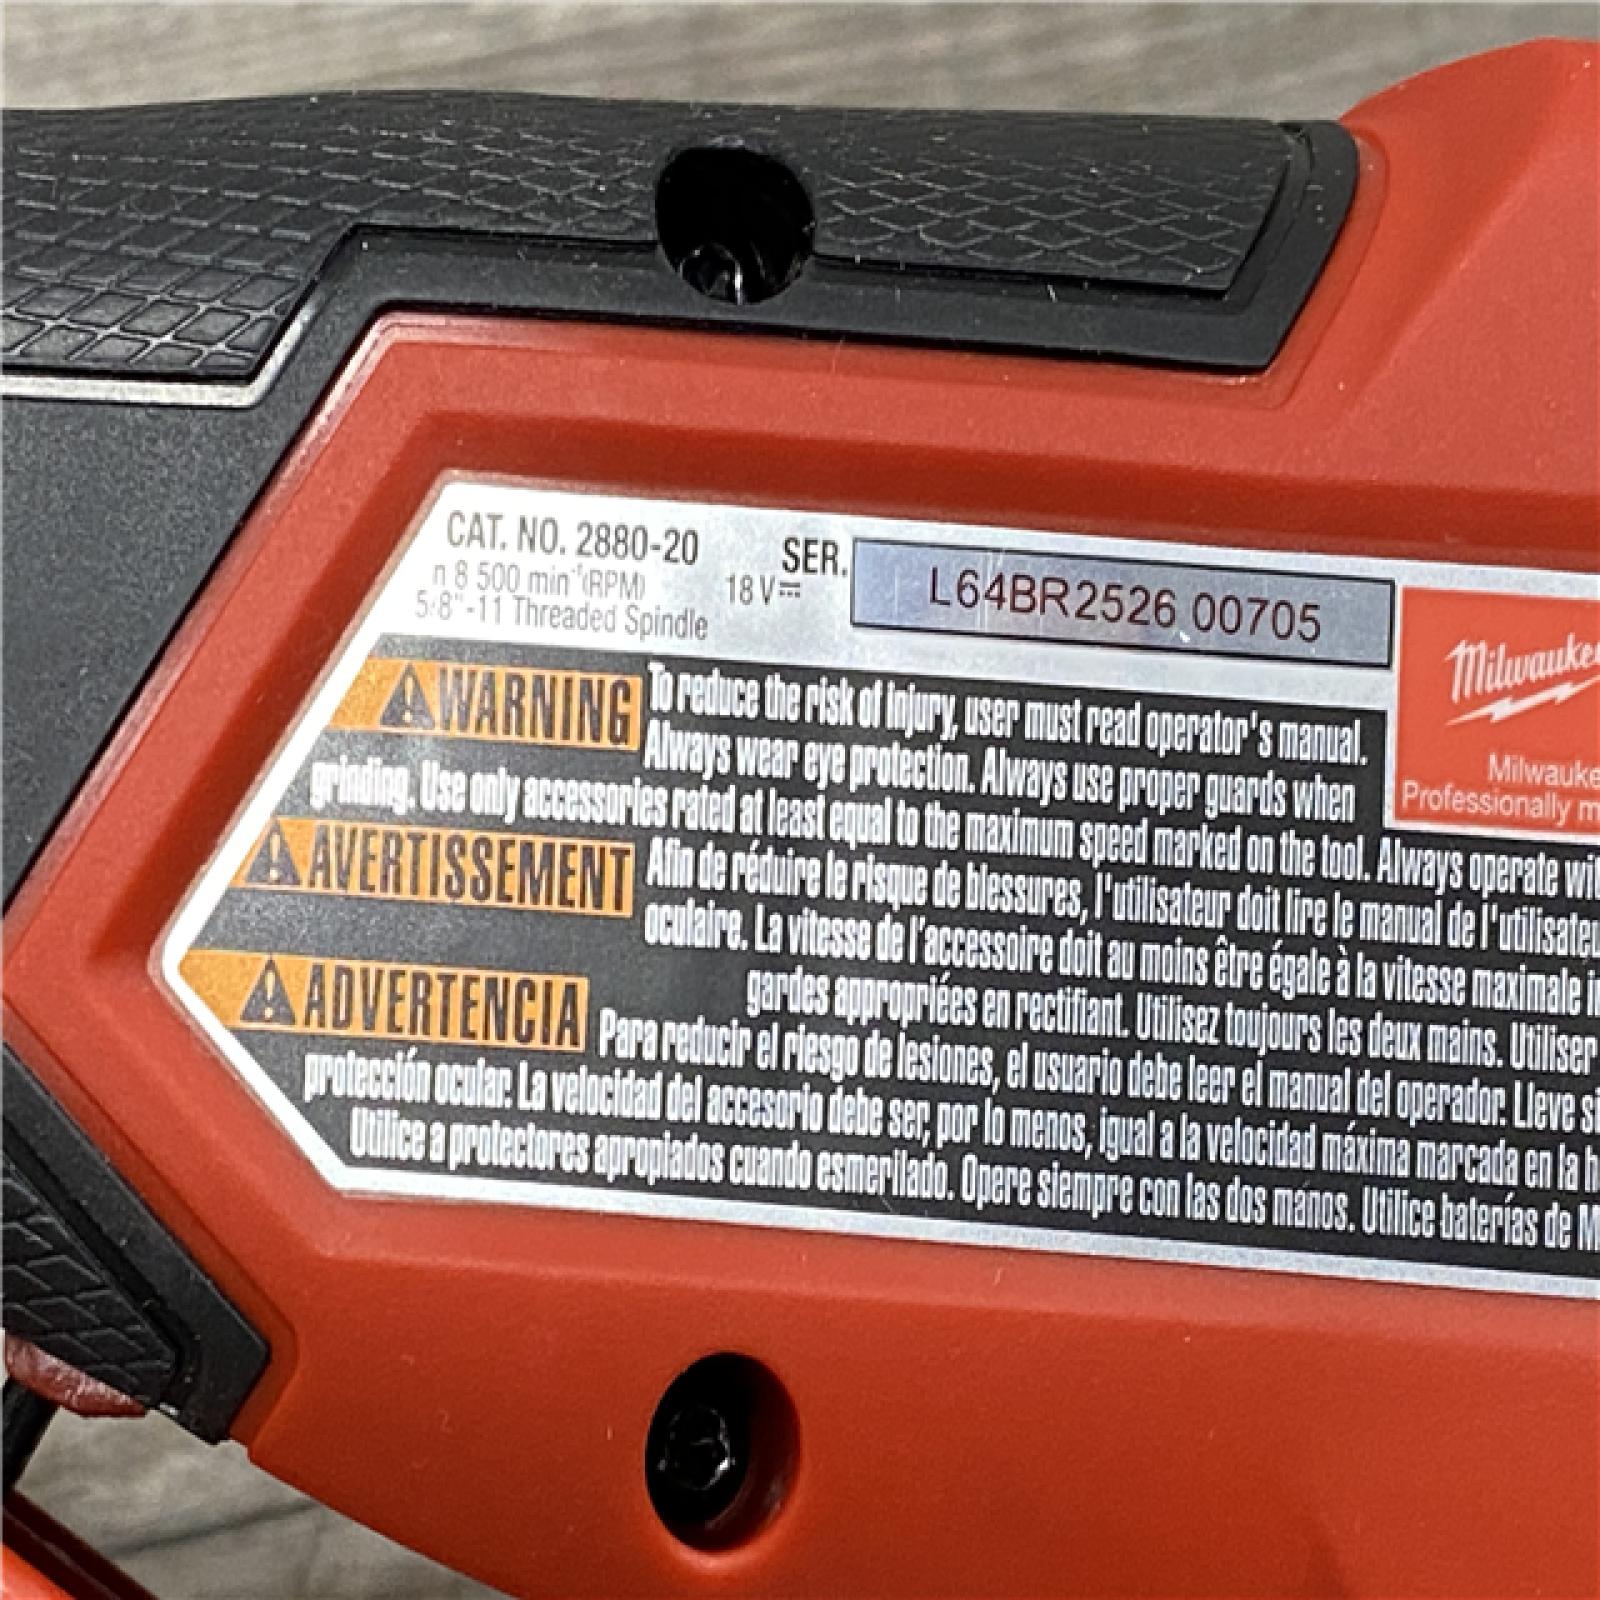 CAT. NO. 2880-20
n 8 500 min⁻¹(RPM) 18 V
5/8"-11 Threaded Spindle
SER. L64BR2526 00705
Milwaukee
Milwauke
Professionally m
WARNING To reduce the risk of injury, user must read operator's manual.
Always wear eye protection. Always use proper guards when
grinding. Use only accessories rated at least equal to the maximum speed marked on the tool. Always operate wit
AVERTISSEMENT Afin de réduire le risque de blessures, l'utilisateur doit lire le manuel de l'utilisateu
oculaire. La vitesse de l'accessoire doit au moins être égale à la vitesse maximale i
gardes appropriées en rectifiant. Utilisez toujours les deux mains. Utiliser
ADVERTENCIA Para reducir el riesgo de lesiones, el usuario debe leer el manual del operador. Lleve si
protección ocular. La velocidad del accesorio debe ser, por lo menos, igual a la velocidad máxima marcada en la h
Utilice a protectores apropiados cuando esmerilado. Opere siempre con las dos manos. Utilice baterías de M